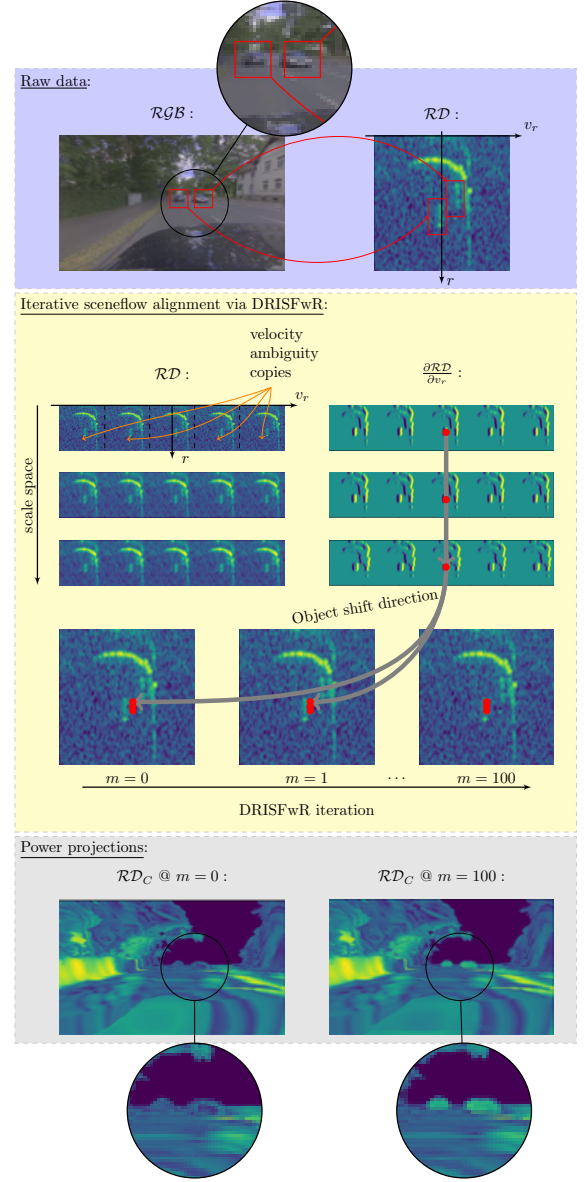 Raw data:
ℛ𝒢ℬ :
ℛ𝒟 :
v_r
r
Iterative sceneflow alignment via DRISFwR:
velocity
ambiguity
copies
ℛ𝒟 :
∂ℛ𝒟/∂v_r :
v_r
r
scale space
Object shift direction
m = 0
m = 1
· · ·
m = 100
DRISFwR iteration
Power projections:
ℛ𝒟_C @ m = 0 :
ℛ𝒟_C @ m = 100 :